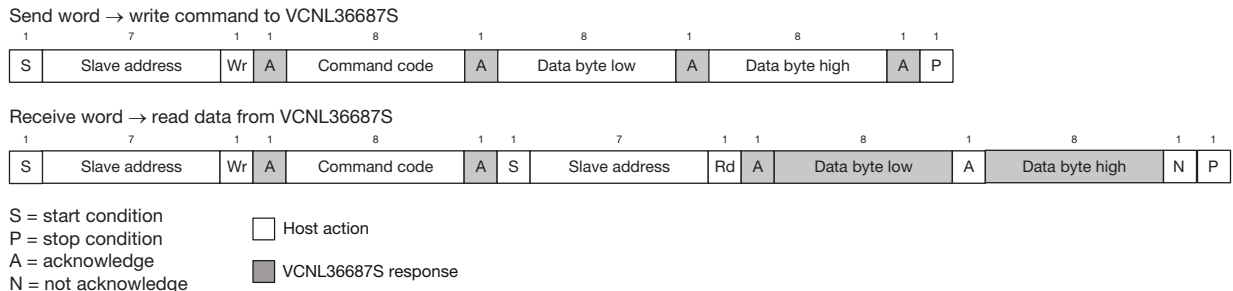 Send word → write command to VCNL36687S
1 7 1 1 8 1 8 1 8 1 1
S Slave address Wr A Command code A Data byte low A Data byte high A P
Receive word → read data from VCNL36687S
1 7 1 1 8 1 1 7 1 1 8 1 8 1 1
S Slave address Wr A Command code A S Slave address Rd A Data byte low A Data byte high N P
S = start condition
P = stop condition
A = acknowledge
N = not acknowledge
Host action
VCNL36687S response